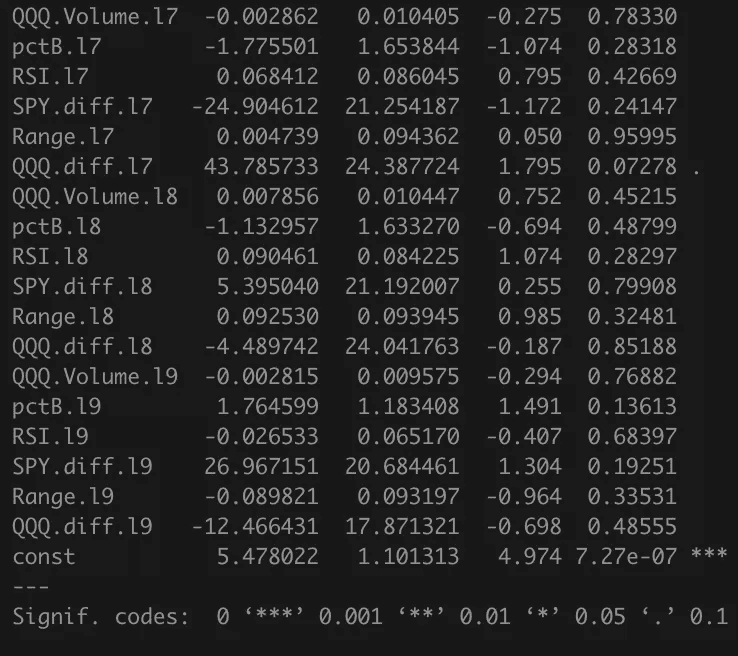 QQQ.Volume.l7 -0.002862 0.010405 -0.275 0.78330
pctB.l7 -1.775501 1.653844 -1.074 0.28318
RSI.l7 0.068412 0.086045 0.795 0.42669
SPY.diff.l7 -24.904612 21.254187 -1.172 0.24147
Range.l7 0.004739 0.094362 0.050 0.95995
QQQ.diff.l7 43.785733 24.387724 1.795 0.07278 .
QQQ.Volume.l8 0.007856 0.010447 0.752 0.45215
pctB.l8 -1.132957 1.633270 -0.694 0.48799
RSI.l8 0.090461 0.084225 1.074 0.28297
SPY.diff.l8 5.395040 21.192007 0.255 0.79908
Range.l8 0.092530 0.093945 0.985 0.32481
QQQ.diff.l8 -4.489742 24.041763 -0.187 0.85188
QQQ.Volume.l9 -0.002815 0.009575 -0.294 0.76882
pctB.l9 1.764599 1.183408 1.491 0.13613
RSI.l9 -0.026533 0.065170 -0.407 0.68397
SPY.diff.l9 26.967151 20.684461 1.304 0.19251
Range.l9 -0.089821 0.093197 -0.964 0.33531
QQQ.diff.l9 -12.466431 17.871321 -0.698 0.48555
const 5.478022 1.101313 4.974 7.27e-07 ***
---
Signif. codes: 0 ‘***’ 0.001 ‘**’ 0.01 ‘*’ 0.05 ‘.’ 0.1